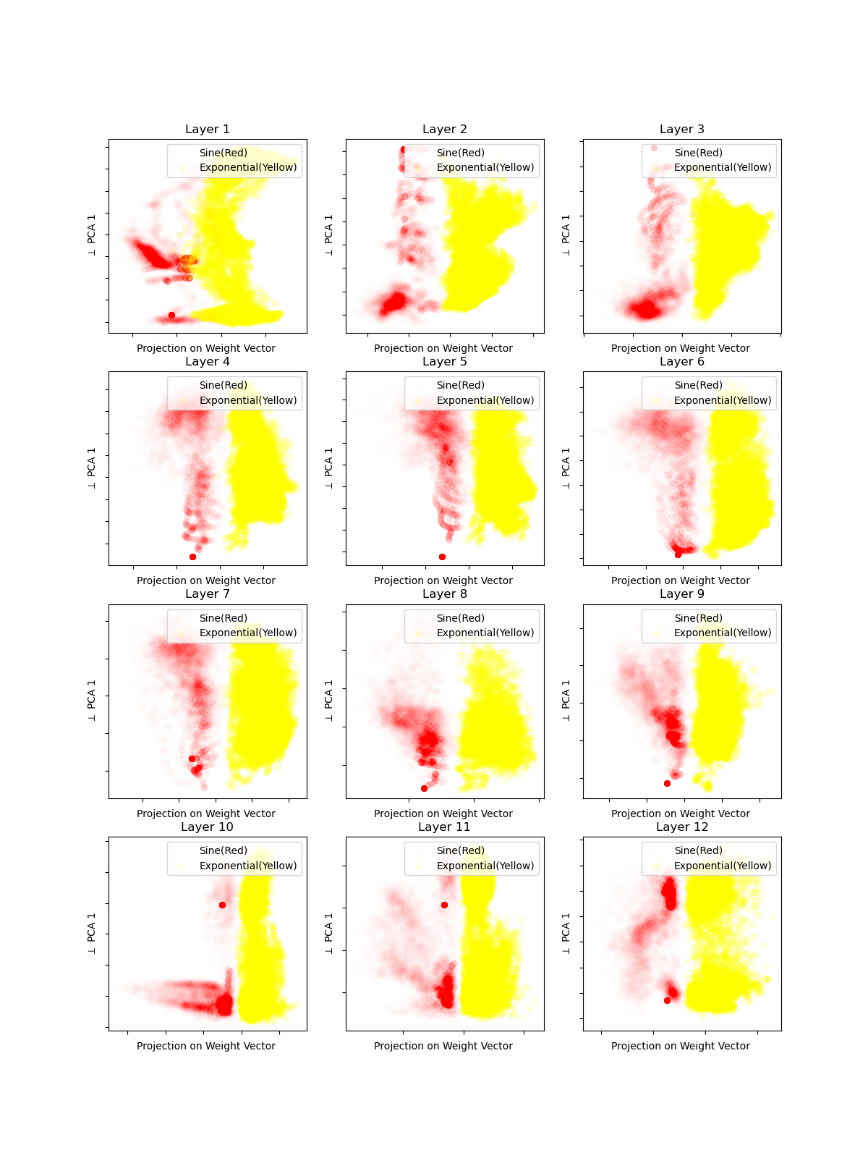 Layer 1
Layer 2
Layer 3
Sine(Red)
Exponential(Yellow)
Sine(Red)
Exponential(Yellow)
Sine(Red)
Exponential(Yellow)
⊥ PCA 1
⊥ PCA 1
⊥ PCA 1
Projection on Weight Vector
Projection on Weight Vector
Projection on Weight Vector
Layer 4
Layer 5
Layer 6
Sine(Red)
Exponential(Yellow)
Sine(Red)
Exponential(Yellow)
Sine(Red)
Exponential(Yellow)
⊥ PCA 1
⊥ PCA 1
⊥ PCA 1
Projection on Weight Vector
Projection on Weight Vector
Projection on Weight Vector
Layer 7
Layer 8
Layer 9
Sine(Red)
Exponential(Yellow)
Sine(Red)
Exponential(Yellow)
Sine(Red)
Exponential(Yellow)
⊥ PCA 1
⊥ PCA 1
⊥ PCA 1
Projection on Weight Vector
Projection on Weight Vector
Projection on Weight Vector
Layer 10
Layer 11
Layer 12
Sine(Red)
Exponential(Yellow)
Sine(Red)
Exponential(Yellow)
Sine(Red)
Exponential(Yellow)
⊥ PCA 1
⊥ PCA 1
⊥ PCA 1
Projection on Weight Vector
Projection on Weight Vector
Projection on Weight Vector